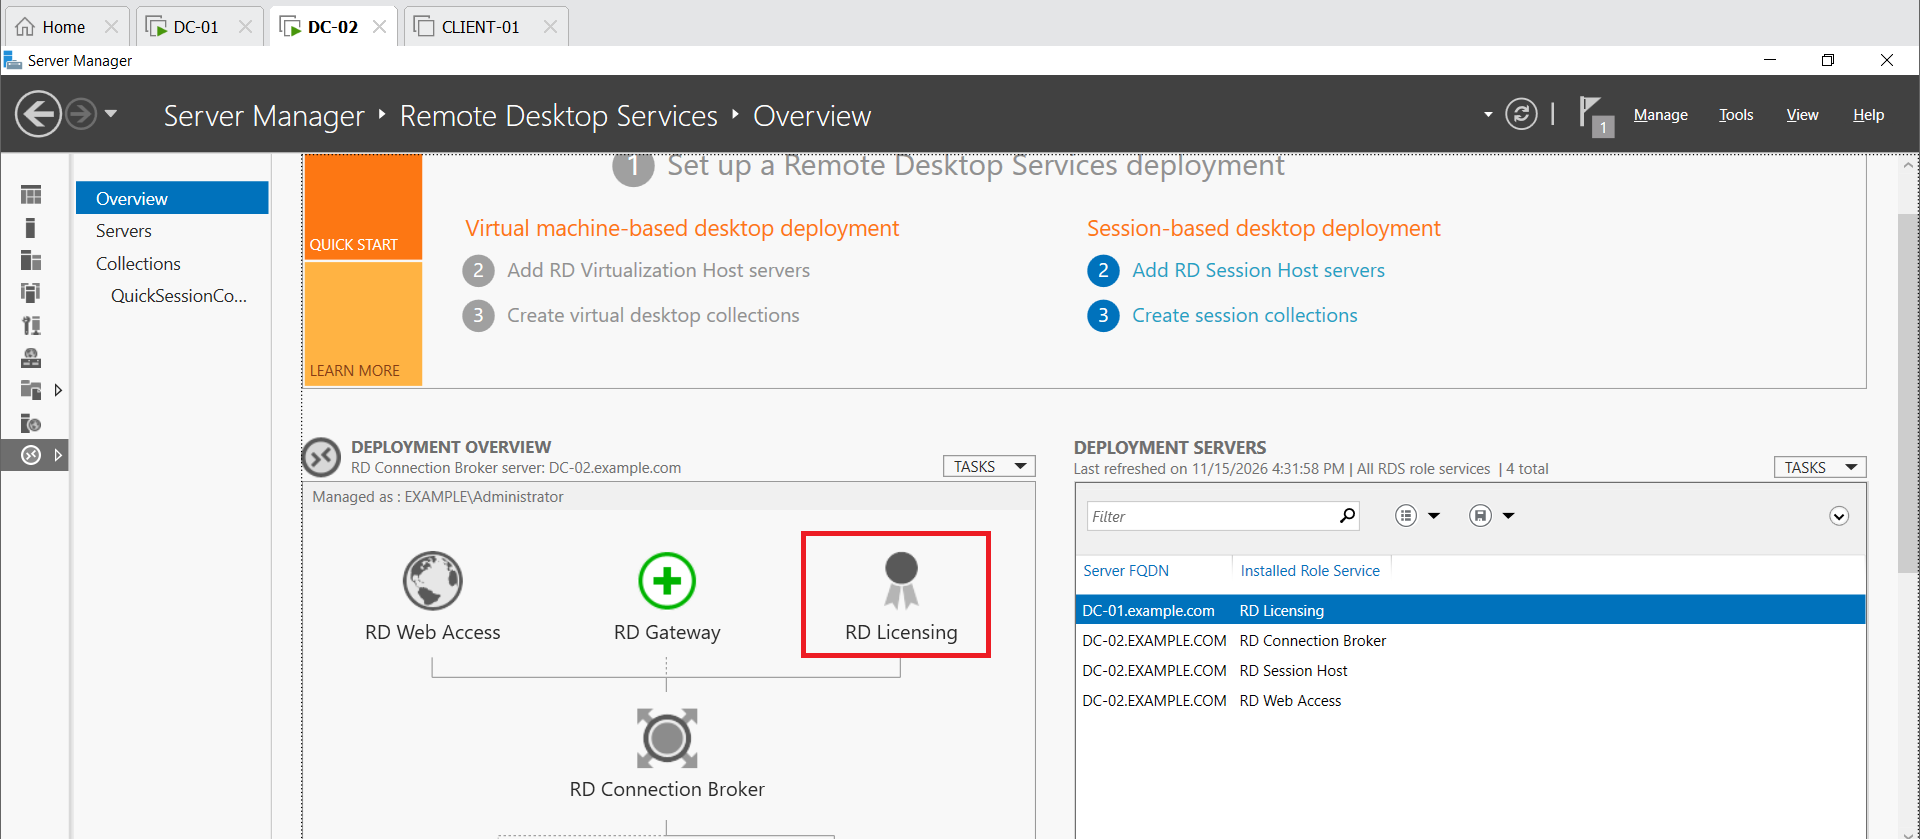 Home
DC-01
DC-02
CLIENT-01
Server Manager
Server Manager ‣ Remote Desktop Services ‣ Overview
1
Manage
Tools
View
Help
Overview
Servers
Collections
QuickSessionCo...
QUICK START
LEARN MORE
1 Set up a Remote Desktop Services deployment
Virtual machine-based desktop deployment
2 Add RD Virtualization Host servers
3 Create virtual desktop collections
Session-based desktop deployment
2 Add RD Session Host servers
3 Create session collections
DEPLOYMENT OVERVIEW
RD Connection Broker server: DC-02.example.com
TASKS
Managed as : EXAMPLE\Administrator
RD Web Access
RD Gateway
RD Licensing
RD Connection Broker
DEPLOYMENT SERVERS
Last refreshed on 11/15/2026 4:31:58 PM | All RDS role services | 4 total
TASKS
Filter
Server FQDN Installed Role Service
DC-01.example.com RD Licensing
DC-02.EXAMPLE.COM RD Connection Broker
DC-02.EXAMPLE.COM RD Session Host
DC-02.EXAMPLE.COM RD Web Access